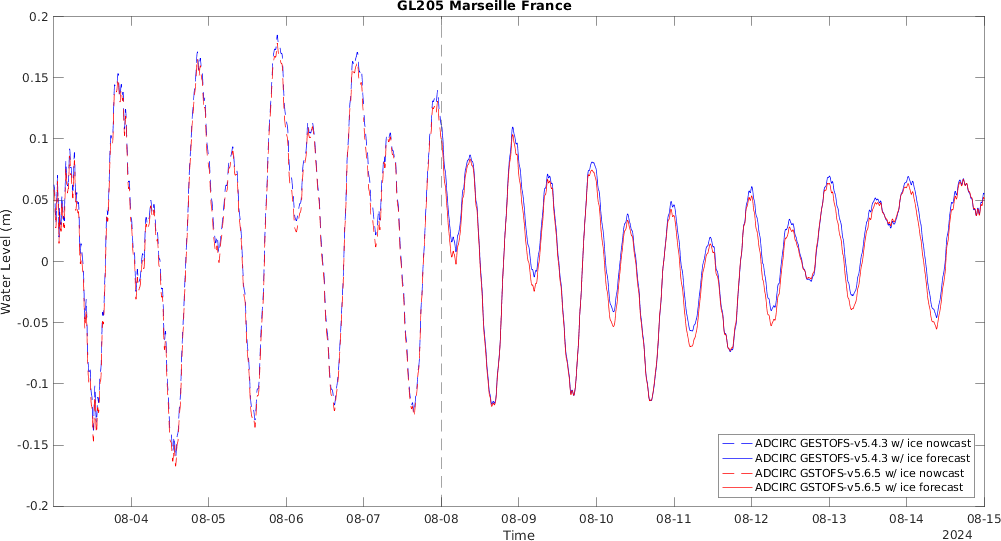 GL205 Marseille France
0.2
0.15
0.1
0.05
0
-0.05
-0.1
-0.15
-0.2
Water Level (m)
ADCIRC GESTOFS-v5.4.3 w/ ice nowcast
ADCIRC GESTOFS-v5.4.3 w/ ice forecast
ADCIRC GSTOFS-v5.6.5 w/ ice nowcast
ADCIRC GSTOFS-v5.6.5 w/ ice forecast
08-04 08-05 08-06 08-07 08-08 08-09 08-10 08-11 08-12 08-13 08-14 08-15
Time
2024